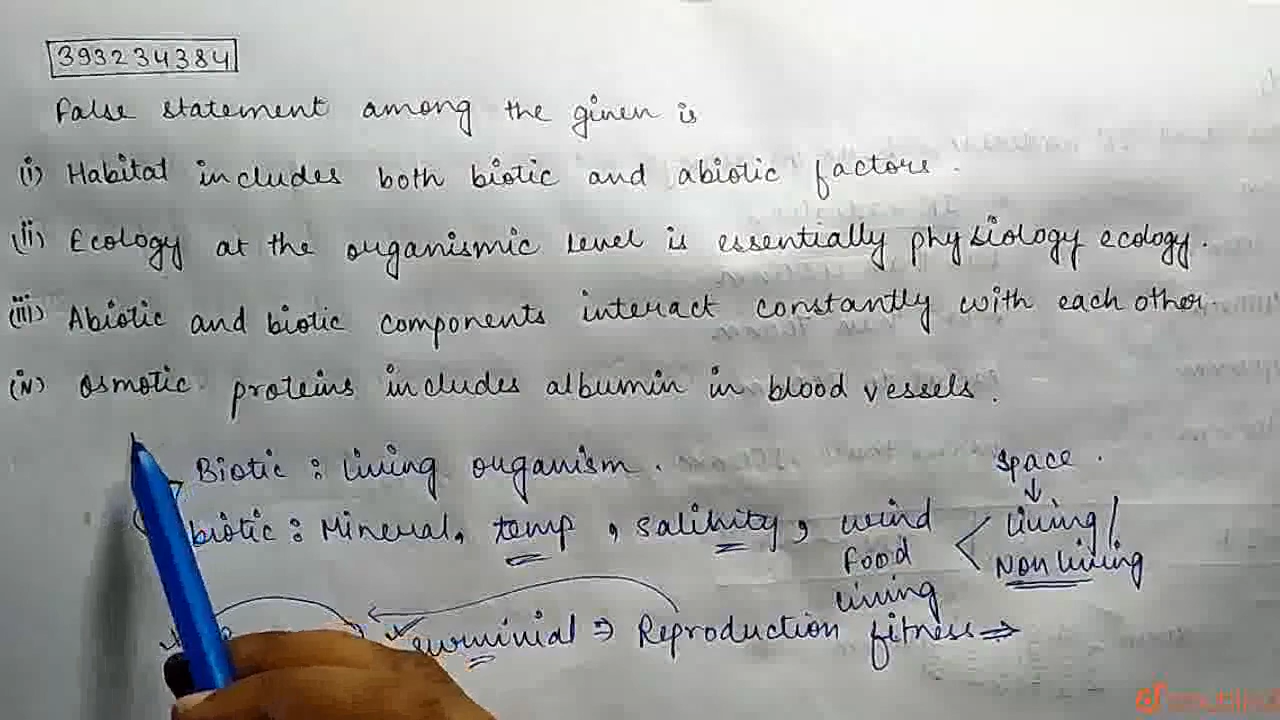 393234384
False statement among the given is
(i) Habitat includes both biotic and abiotic factors.
(ii) Ecology at the organismic level is essentially physiology ecology.
(iii) Abiotic and biotic components interact constantly with each other.
(iv) Osmotic proteins includes albumin in blood vessels.
Biotic : living organism.
space.
biotic : Mineral, temp, salinity, wind < living/
Food Non living
living
⇒ Reproduction fitness ⇒